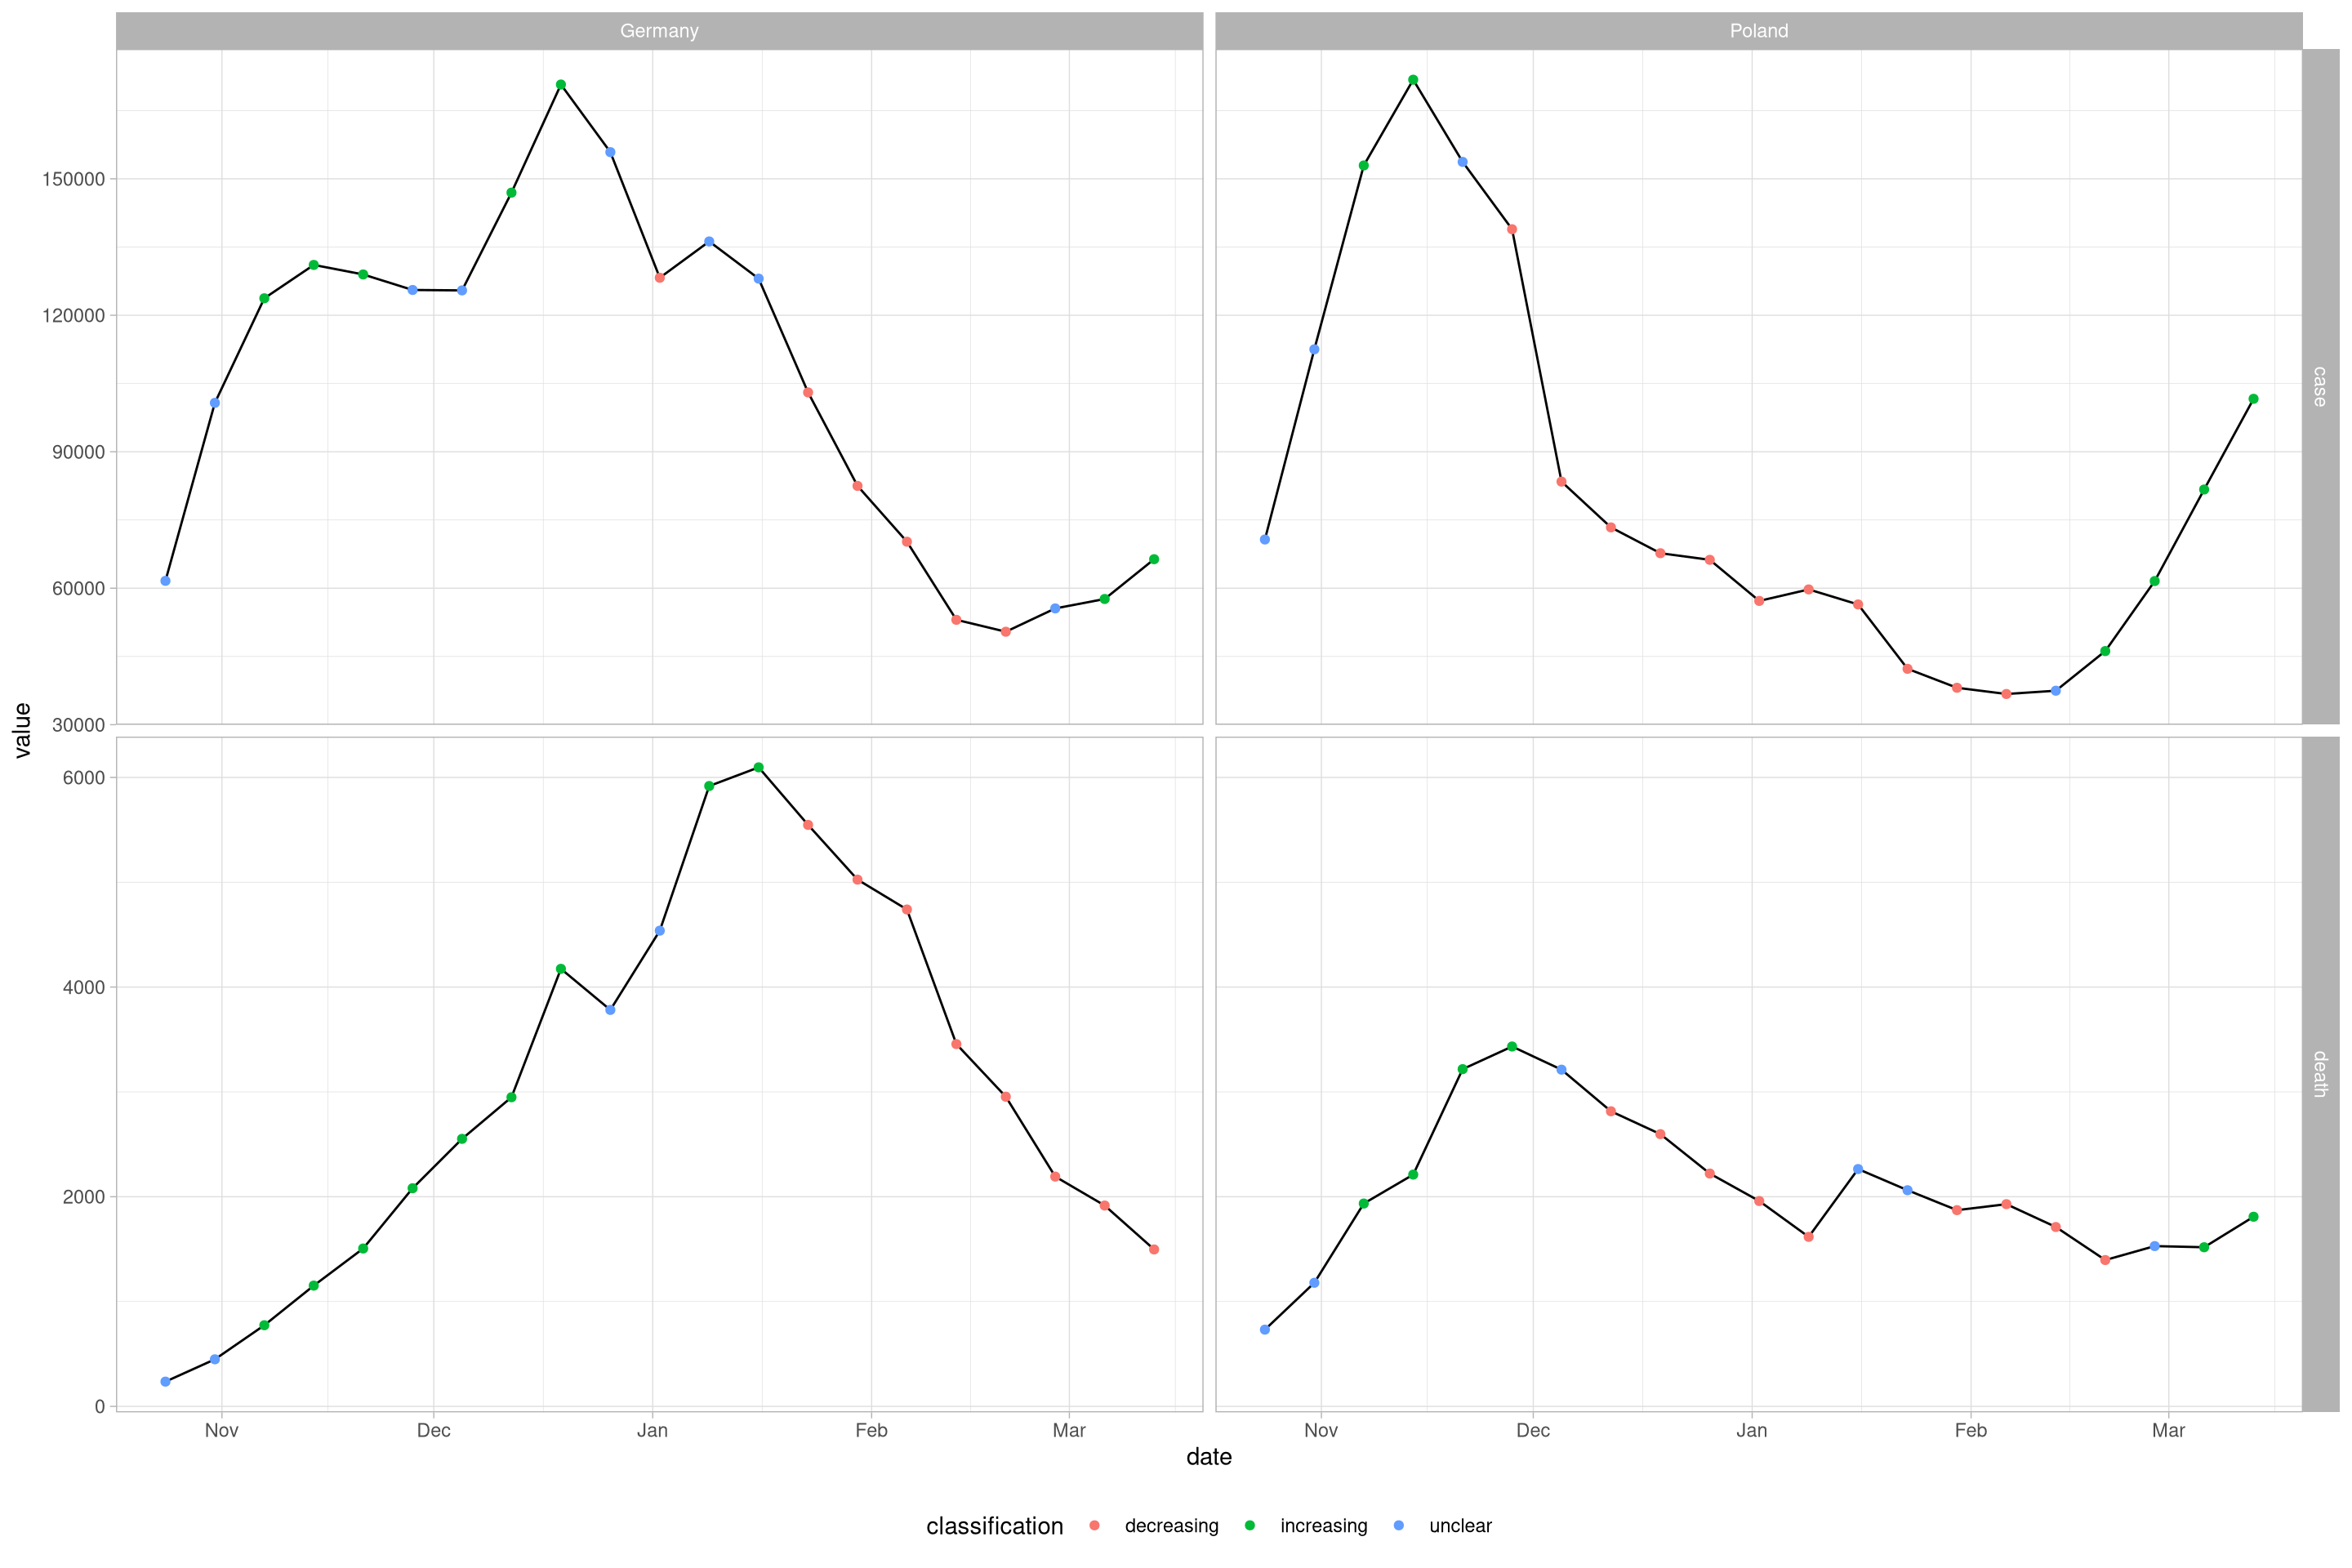 Germany
Poland
150000
120000
90000
60000
30000
case
value
6000
4000
2000
0
death
Nov Dec Jan Feb Mar
Nov Dec Jan Feb Mar
date
classification decreasing increasing unclear